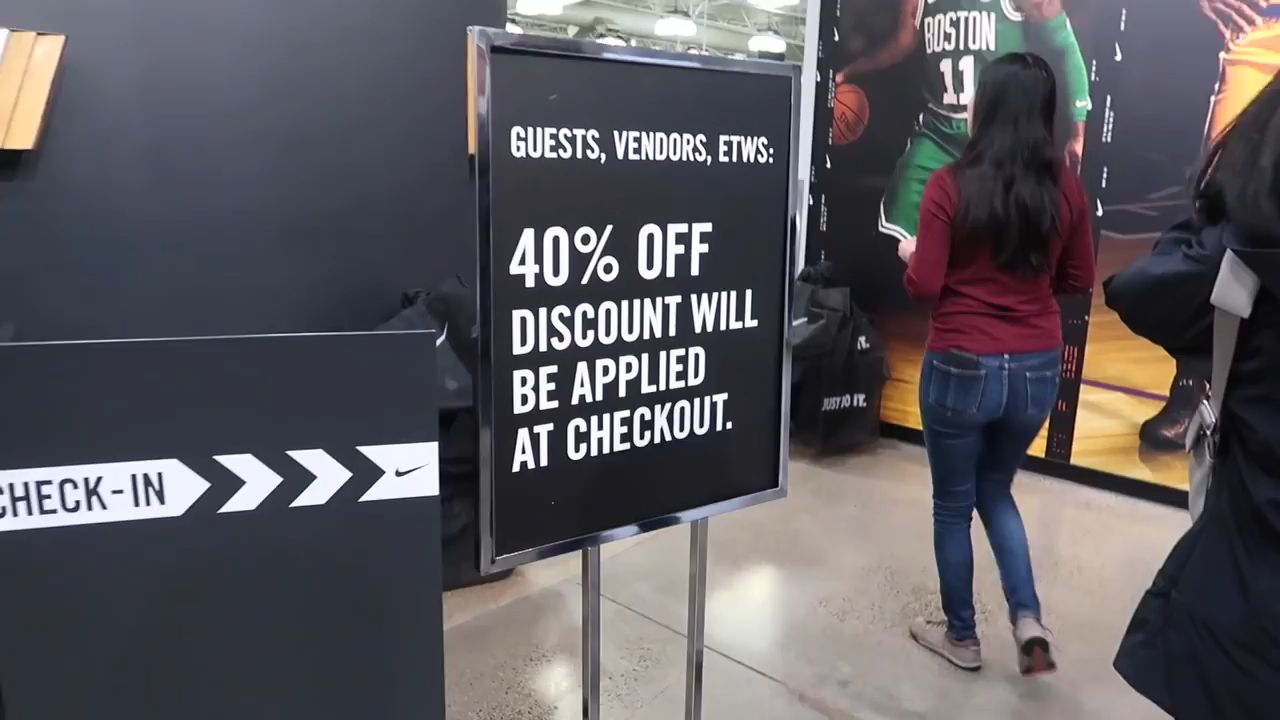 GUESTS, VENDORS, ETWS:
40% OFF
DISCOUNT WILL
BE APPLIED
AT CHECKOUT.
CHECK-IN
BOSTON
11
JUST DO IT.